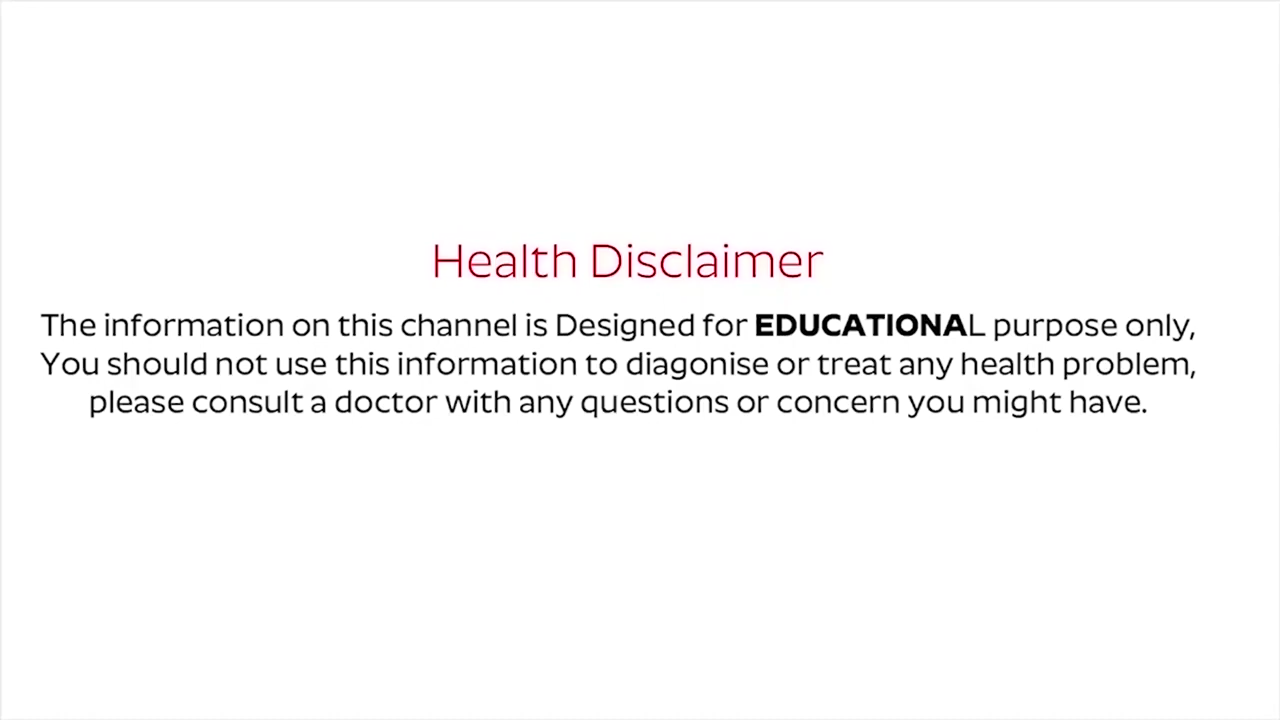 Health Disclaimer
The information on this channel is Designed for EDUCATIONAL purpose only,
You should not use this information to diagonise or treat any health problem,
please consult a doctor with any questions or concern you might have.